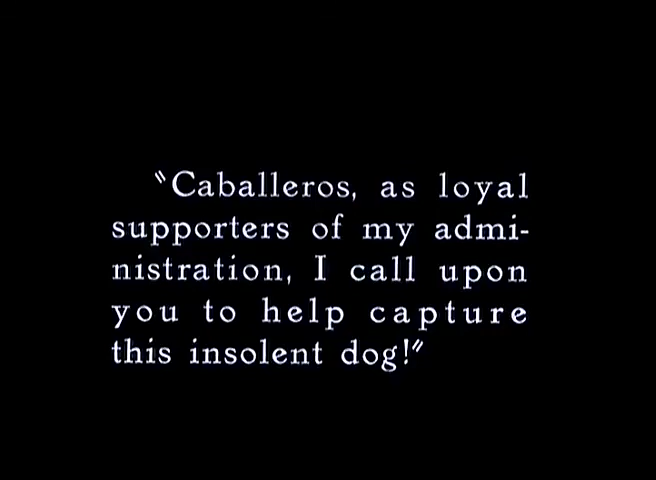 "Caballeros, as loyal
supporters of my admi-
nistration, I call upon
you to help capture
this insolent dog!"